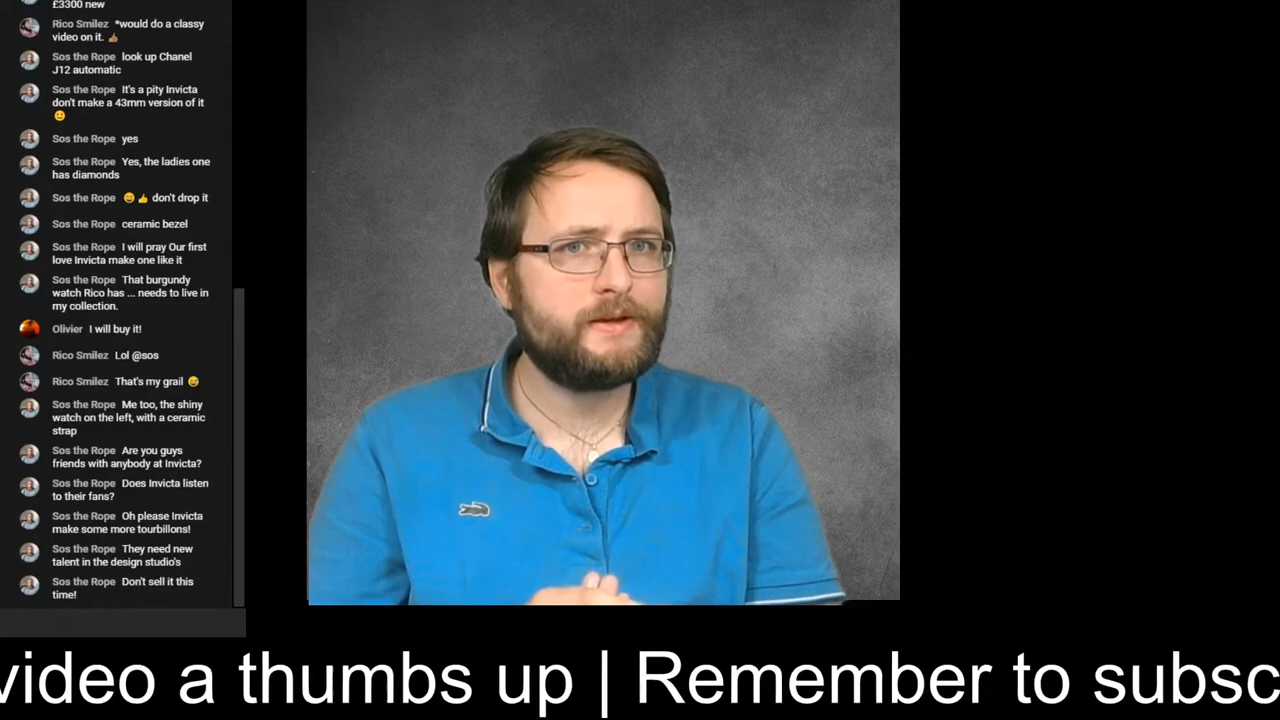 £3300 new
Rico Smilez *would do a classy
video on it. 👍🏽
Sos the Rope look up Chanel
J12 automatic
Sos the Rope It's a pity Invicta
don't make a 43mm version of it
🙂
Sos the Rope yes
Sos the Rope Yes, the ladies one
has diamonds
Sos the Rope 😄👍 don't drop it
Sos the Rope ceramic bezel
Sos the Rope I will pray Our first
love Invicta make one like it
Sos the Rope That burgundy
watch Rico has ... needs to live in
my collection.
Olivier I will buy it!
Rico Smilez Lol @sos
Rico Smilez That's my grail 😅
Sos the Rope Me too, the shiny
watch on the left, with a ceramic
strap
Sos the Rope Are you guys
friends with anybody at Invicta?
Sos the Rope Does Invicta listen
to their fans?
Sos the Rope Oh please Invicta
make some more tourbillons!
Sos the Rope They need new
talent in the design studio's
Sos the Rope Don't sell it this
time!
video a thumbs up | Remember to subsc